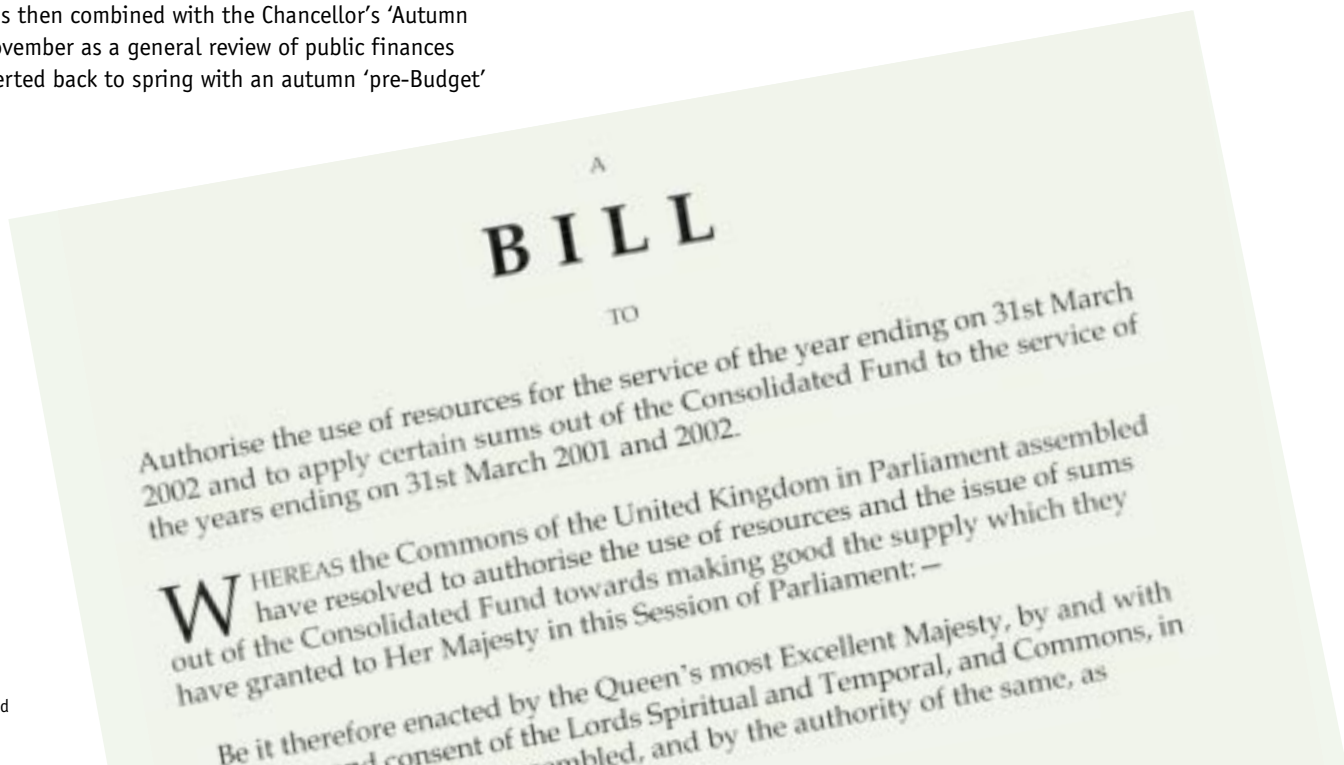 s then combined with the Chancellor's ‘Autumn
ovember as a general review of public finances
erted back to spring with an autumn ‘pre-Budget’
A
BILL
TO
Authorise the use of resources for the service of the year ending on 31st March
2002 and to apply certain sums out of the Consolidated Fund to the service of
the years ending on 31st March 2001 and 2002.
WHEREAS the Commons of the United Kingdom in Parliament assembled
have resolved to authorise the use of resources and the issue of sums
out of the Consolidated Fund towards making good the supply which they
have granted to Her Majesty in this Session of Parliament:—
d
Be it therefore enacted by the Queen's most Excellent Majesty, by and with
d consent of the Lords Spiritual and Temporal, and Commons, in
mbled, and by the authority of the same, as